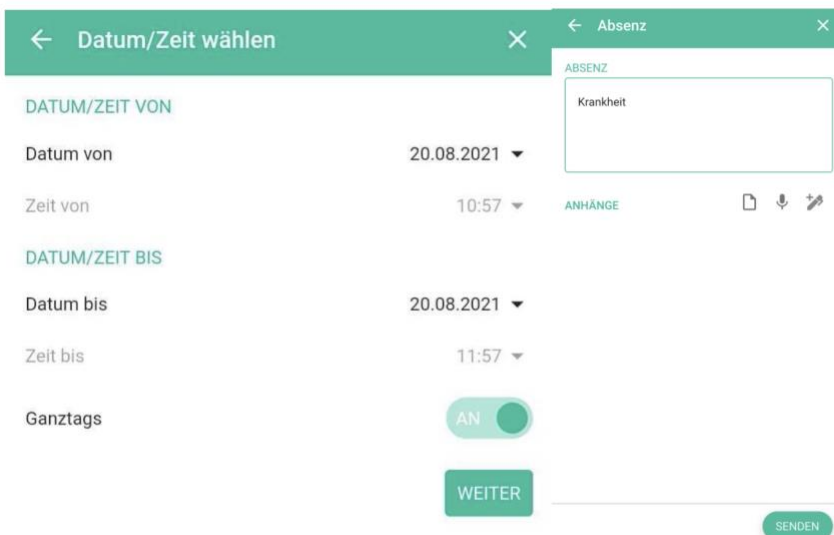 Datum/Zeit wählen
DATUM/ZEIT VON
Datum von 20.08.2021
Zeit von 10:57
DATUM/ZEIT BIS
Datum bis 20.08.2021
Zeit bis 11:57
Ganztags AN
WEITER
Absenz
ABSENZ
Krankheit
ANHÄNGE
SENDEN